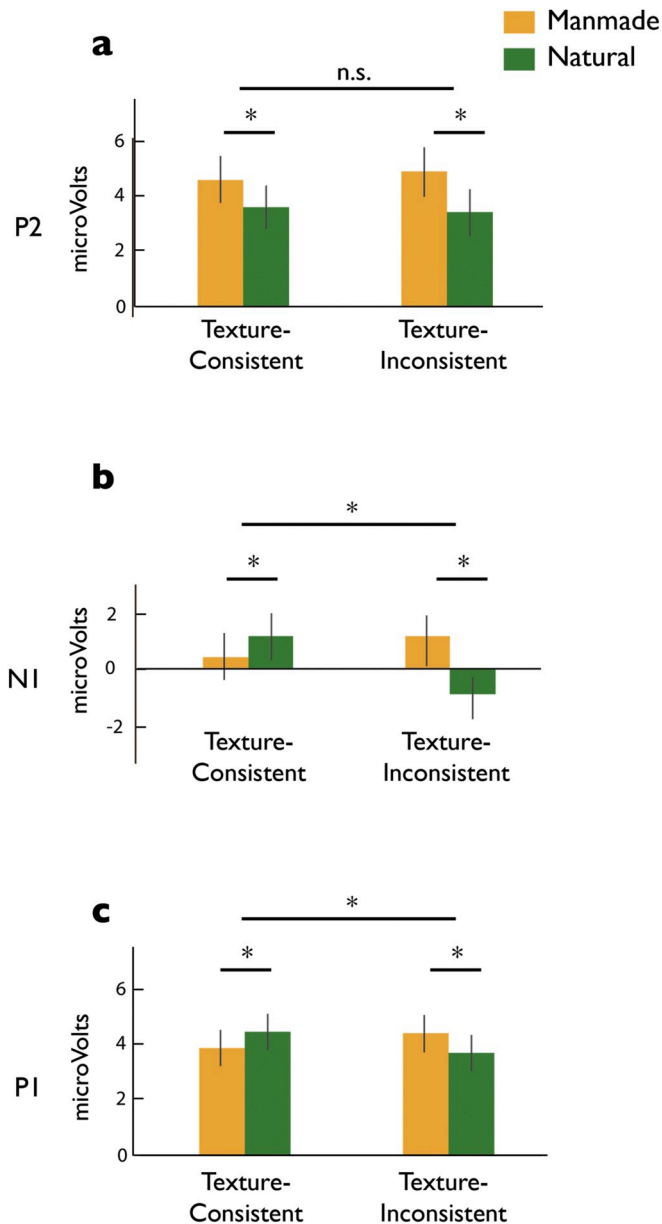 a
Manmade
Natural
n.s.
*
*
6
4
2
0
microVolts
P2
Texture-
Consistent
Texture-
Inconsistent
b
*
*
*
2
0
-2
microVolts
N1
Texture-
Consistent
Texture-
Inconsistent
c
*
*
*
6
4
2
0
microVolts
P1
Texture-
Consistent
Texture-
Inconsistent